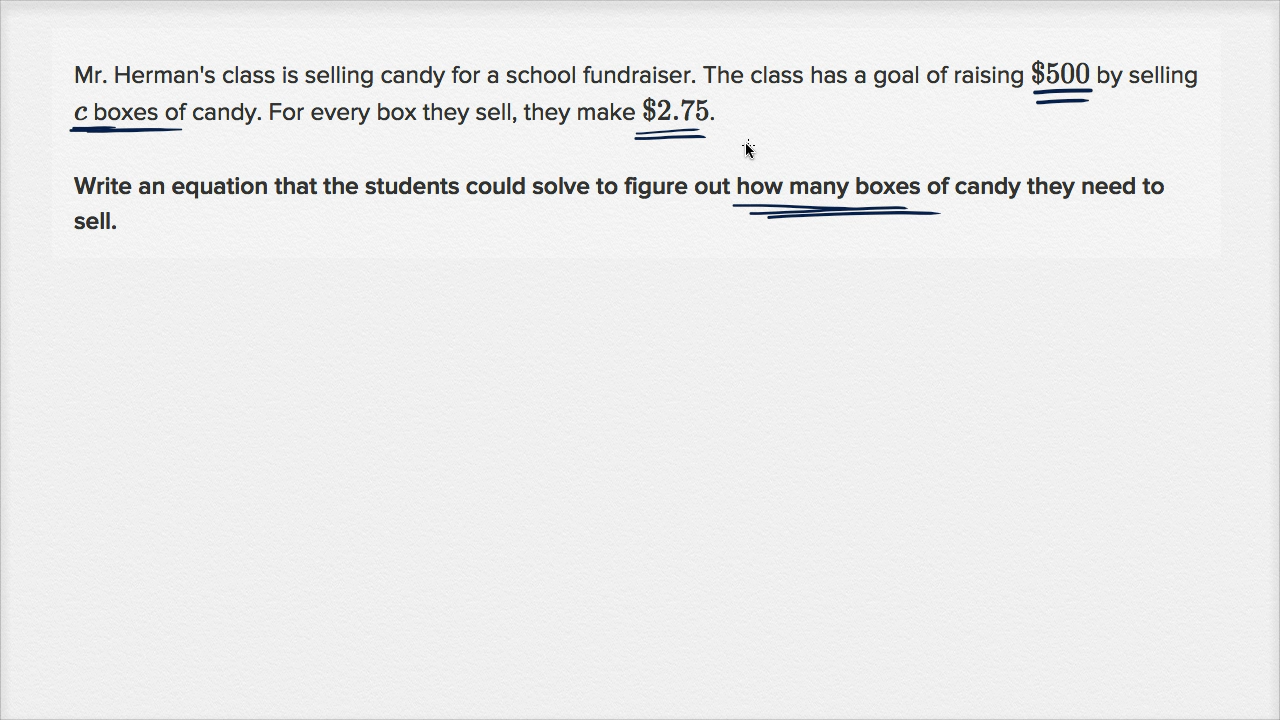 Mr. Herman's class is selling candy for a school fundraiser. The class has a goal of raising $500 by selling
c boxes of candy. For every box they sell, they make $2.75.
Write an equation that the students could solve to figure out how many boxes of candy they need to
sell.